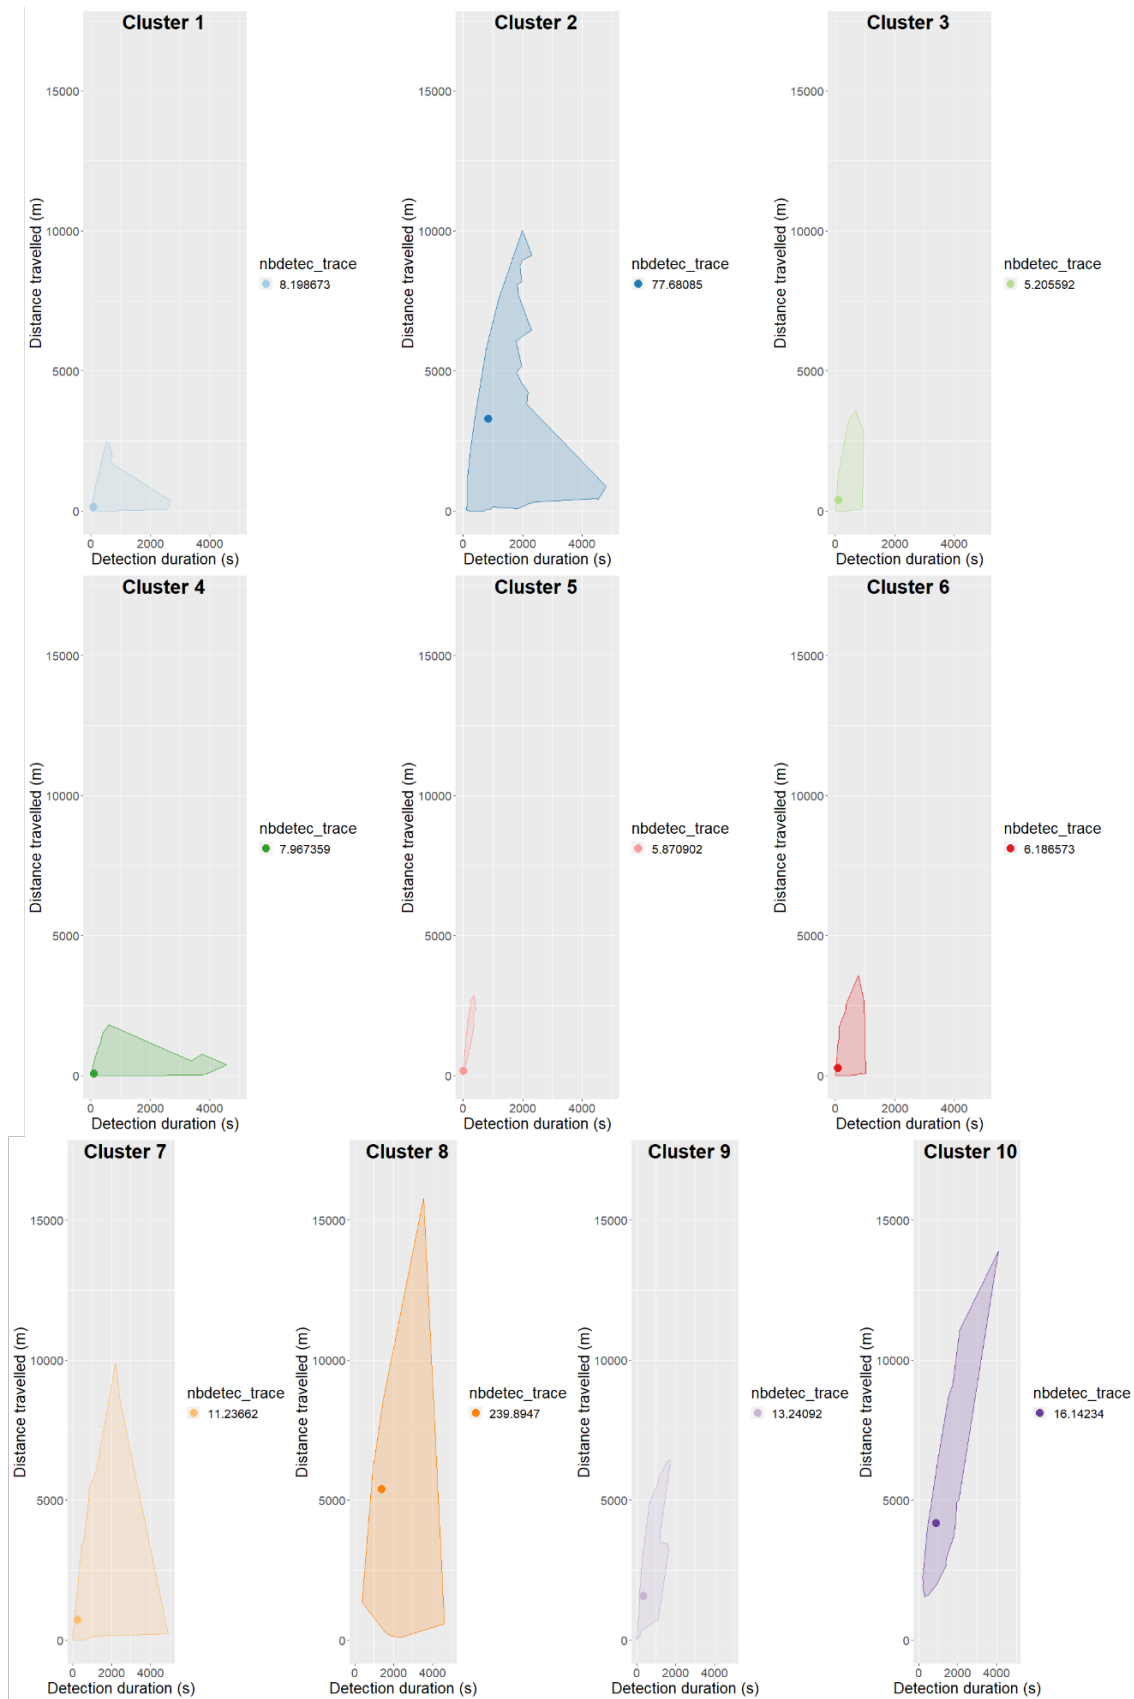 Cluster 1
Cluster 2
Cluster 3
15000
10000
5000
0
Distance travelled (m)
0 2000 4000
Detection duration (s)
nbdetec_trace
8.198673
15000
10000
5000
0
Distance travelled (m)
0 2000 4000
Detection duration (s)
nbdetec_trace
77.68085
15000
10000
5000
0
Distance travelled (m)
0 2000 4000
Detection duration (s)
nbdetec_trace
5.205592
Cluster 4
Cluster 5
Cluster 6
15000
10000
5000
0
Distance travelled (m)
0 2000 4000
Detection duration (s)
nbdetec_trace
7.967359
15000
10000
5000
0
Distance travelled (m)
0 2000 4000
Detection duration (s)
nbdetec_trace
5.870902
15000
10000
5000
0
Distance travelled (m)
0 2000 4000
Detection duration (s)
nbdetec_trace
6.186573
Cluster 7
Cluster 8
Cluster 9
Cluster 10
15000
10000
5000
0
Distance travelled (m)
0 2000 4000
Detection duration (s)
nbdetec_trace
11.23662
15000
10000
5000
0
Distance travelled (m)
0 2000 4000
Detection duration (s)
nbdetec_trace
239.8947
15000
10000
5000
0
Distance travelled (m)
0 2000 4000
Detection duration (s)
nbdetec_trace
13.24092
15000
10000
5000
0
Distance travelled (m)
0 2000 4000
Detection duration (s)
nbdetec_trace
16.14234